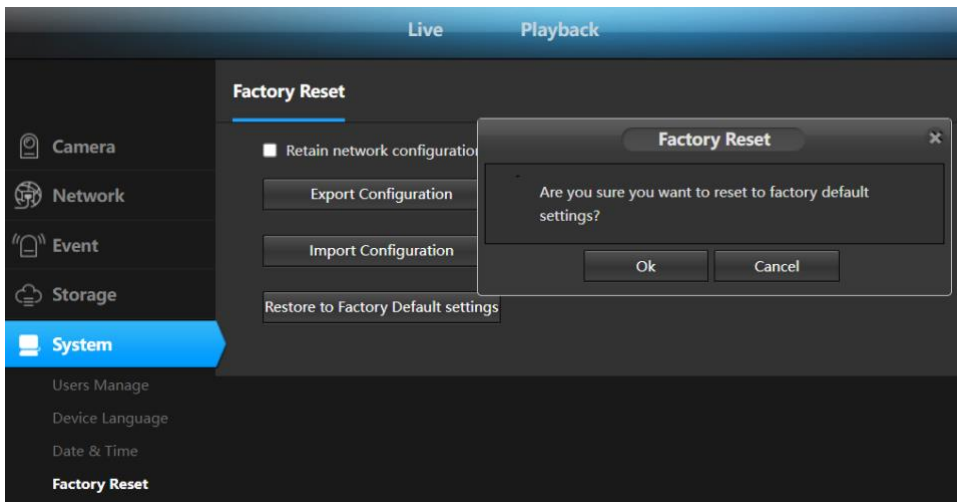 Live Playback
Factory Reset
Camera
Network
Event
Storage
System
Users Manage
Device Language
Date & Time
Factory Reset
Retain network configuration
Export Configuration
Import Configuration
Restore to Factory Default settings
Factory Reset
Are you sure you want to reset to factory default
settings?
Ok Cancel